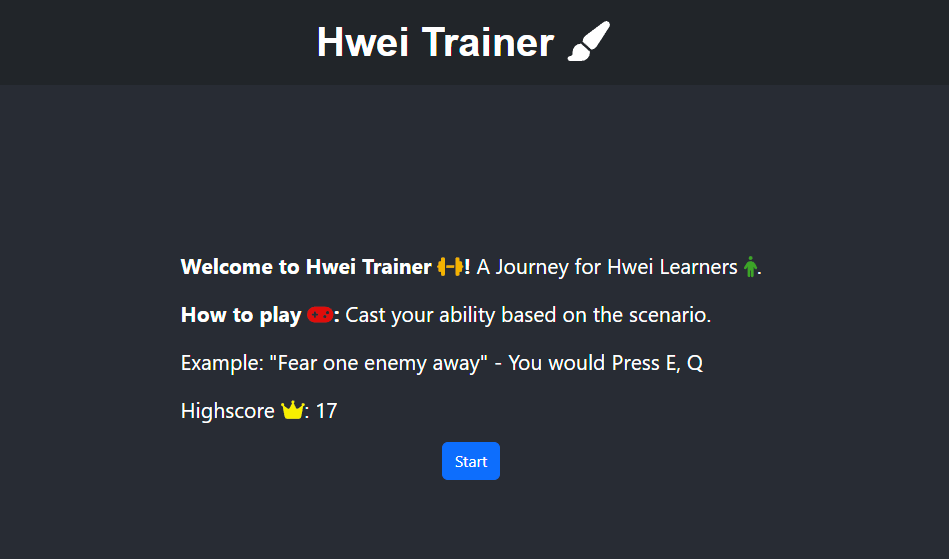 Hwei Trainer
Welcome to Hwei Trainer ! A Journey for Hwei Learners .
How to play : Cast your ability based on the scenario.
Example: "Fear one enemy away" - You would Press E, Q
Highscore : 17
Start